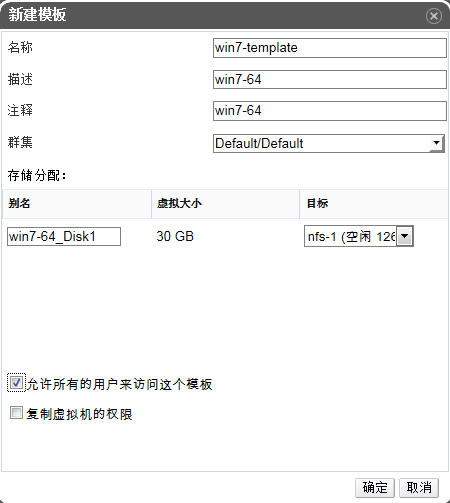 新建模板
名称 win7-template
描述 win7-64
注释 win7-64
群集 Default/Default
存储分配：
别名 虚拟大小 目标
win7-64_Disk1 30 GB nfs-1 (空闲 126
允许所有的用户来访问这个模板
复制虚拟机的权限
确定 取消